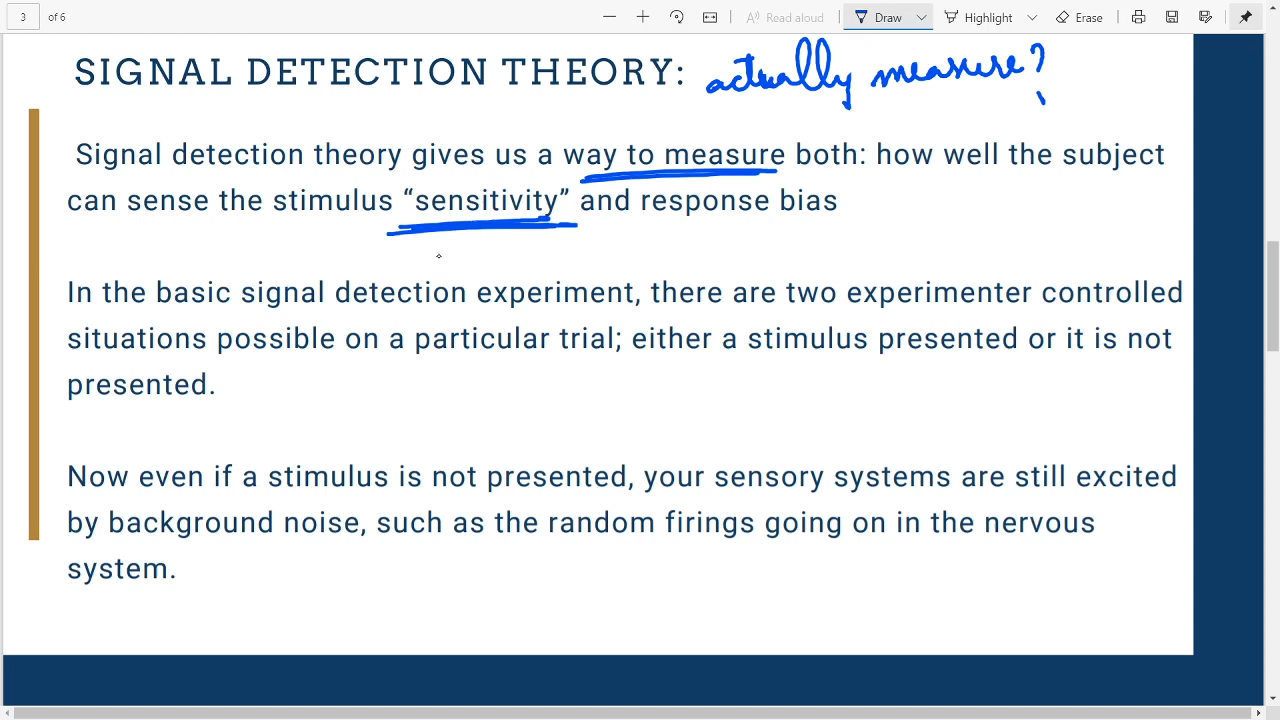 3 of 6 Read aloud Draw Highlight Erase
SIGNAL DETECTION THEORY: actually measure?
Signal detection theory gives us a way to measure both: how well the subject
can sense the stimulus “sensitivity” and response bias
In the basic signal detection experiment, there are two experimenter controlled
situations possible on a particular trial; either a stimulus presented or it is not
presented.
Now even if a stimulus is not presented, your sensory systems are still excited
by background noise, such as the random firings going on in the nervous
system.